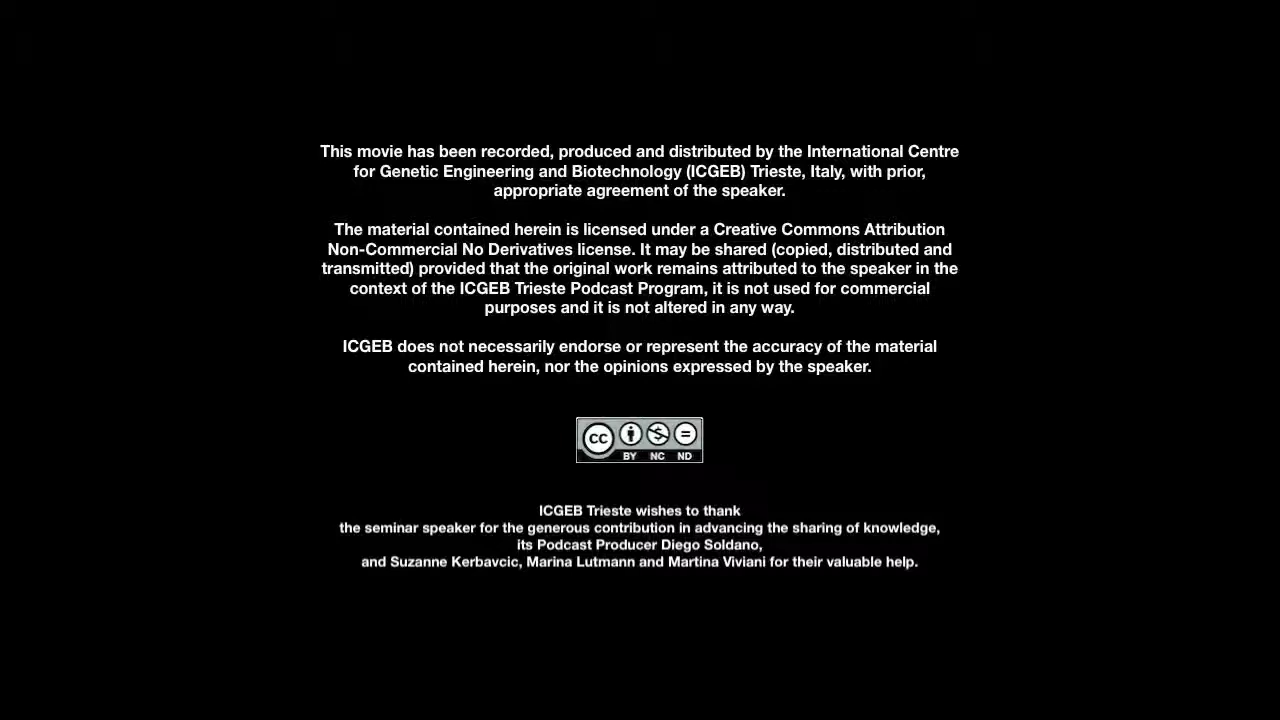 This movie has been recorded, produced and distributed by the International Centre
for Genetic Engineering and Biotechnology (ICGEB) Trieste, Italy, with prior,
appropriate agreement of the speaker.
The material contained herein is licensed under a Creative Commons Attribution
Non-Commercial No Derivatives license. It may be shared (copied, distributed and
transmitted) provided that the original work remains attributed to the speaker in the
context of the ICGEB Trieste Podcast Program, it is not used for commercial
purposes and it is not altered in any way.
ICGEB does not necessarily endorse or represent the accuracy of the material
contained herein, nor the opinions expressed by the speaker.
CC
BY NC ND
ICGEB Trieste wishes to thank
the seminar speaker for the generous contribution in advancing the sharing of knowledge,
its Podcast Producer Diego Soldano,
and Suzanne Kerbavcic, Marina Lutmann and Martina Viviani for their valuable help.